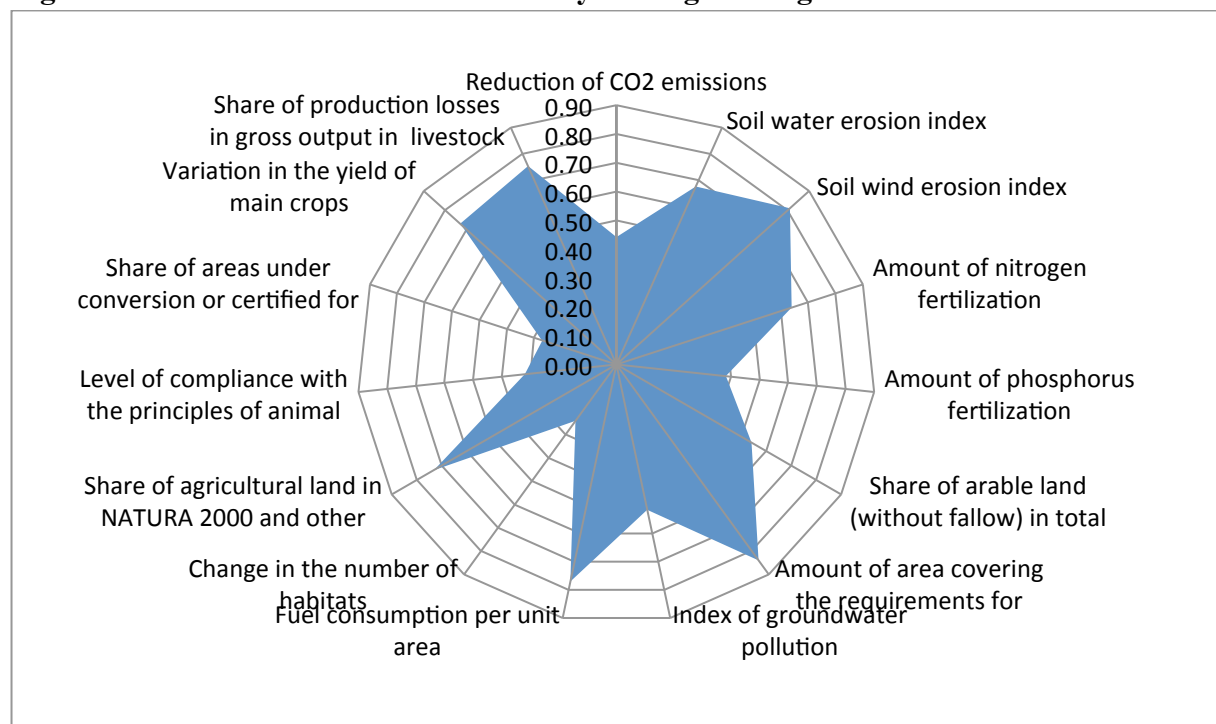 Reduction of CO2 emissions
Soil water erosion index
Soil wind erosion index
Amount of nitrogen
fertilization
Amount of phosphorus
fertilization
Share of arable land
(without fallow) in total
Amount of area covering
the requirements for
Index of groundwater
pollution
Fuel consumption per unit
area
Change in the number of
habitats
Share of agricultural land in
NATURA 2000 and other
Level of compliance with
the principles of animal
Share of areas under
conversion or certified for
Variation in the yield of
main crops
Share of production losses
in gross output in livestock
0.90
0.80
0.70
0.60
0.50
0.40
0.30
0.20
0.10
0.00